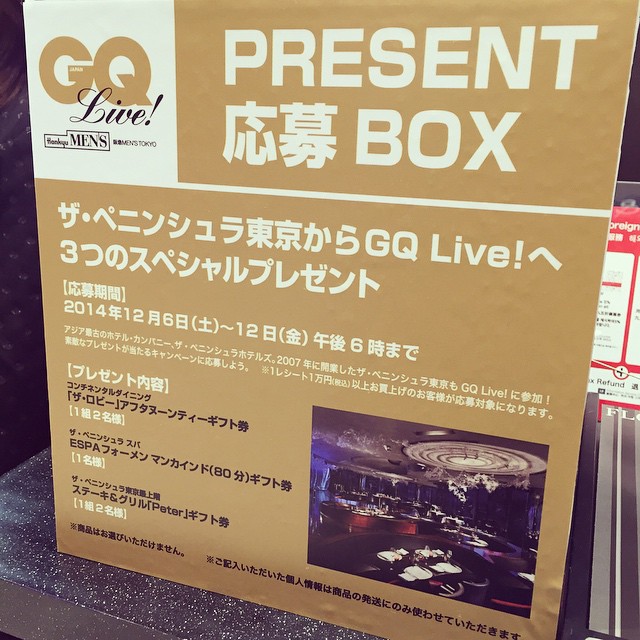 GQ
JAPAN
Live!
Hankyu MEN'S 阪急MEN'S TOKYO
PRESENT
応募 BOX
ザ・ペニンシュラ東京からGQ Live!へ
3つのスペシャルプレゼント
【応募期間】
2014年12月6日(土)～12日(金)午後6時まで
アジア最古のホテル・カンパニー、ザ・ペニンシュラホテルズ。2007年に開業したザ・ペニンシュラ東京もGQ Live!に参加！
素敵なプレゼントが当たるキャンペーンに応募しよう。 ※1レシート1万円(税込)以上お買上げのお客様が応募対象になります。
【プレゼント内容】
コンチネンタルダイニング
「ザ・ロビー」アフタヌーンティーギフト券
【1組2名様】
ザ・ペニンシュラ スパ
ESPAフォーメン マンカインド(80分)ギフト券
【1名様】
ザ・ペニンシュラ東京最上階
ステーキ&グリル「Peter」ギフト券
【1組2名様】
※商品はお選びいただけません。
※ご記入いただいた個人情報は商品の発送にのみ使わせていただきます
oreign
x Refund
FLO